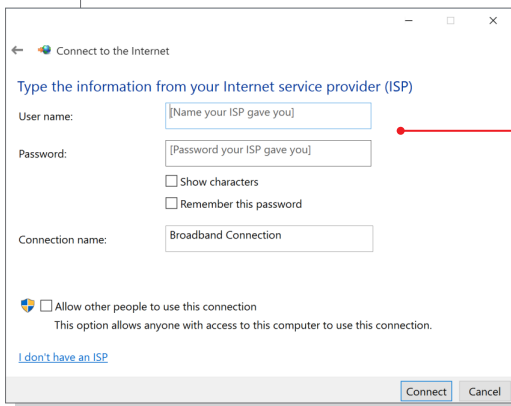 Connect to the Internet
Type the information from your Internet service provider (ISP)
User name:
[Name your ISP gave you]
Password:
[Password your ISP gave you]
Show characters
Remember this password
Connection name:
Broadband Connection
Allow other people to use this connection
This option allows anyone with access to this computer to use this connection.
I don't have an ISP
Connect Cancel